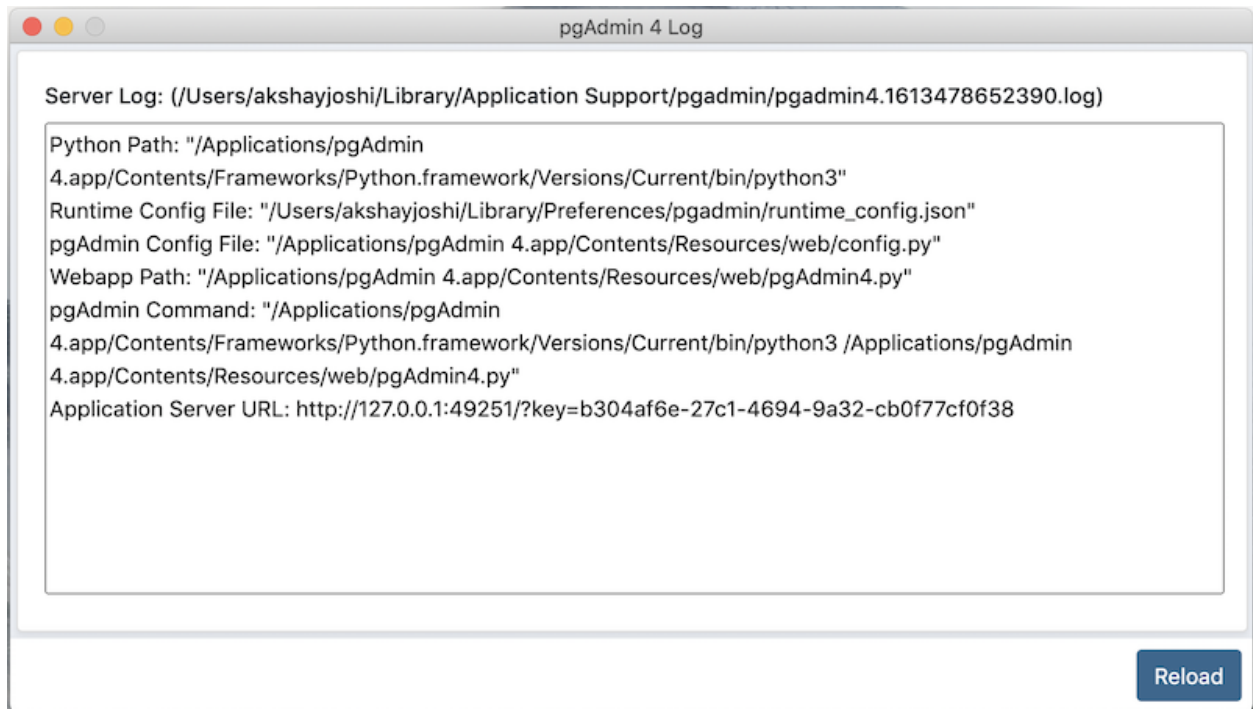 pgAdmin 4 Log
Server Log: (/Users/akshayjoshi/Library/Application Support/pgadmin/pgadmin4.1613478652390.log)
Python Path: "/Applications/pgAdmin
4.app/Contents/Frameworks/Python.framework/Versions/Current/bin/python3"
Runtime Config File: "/Users/akshayjoshi/Library/Preferences/pgadmin/runtime_config.json"
pgAdmin Config File: "/Applications/pgAdmin 4.app/Contents/Resources/web/config.py"
Webapp Path: "/Applications/pgAdmin 4.app/Contents/Resources/web/pgAdmin4.py"
pgAdmin Command: "/Applications/pgAdmin
4.app/Contents/Frameworks/Python.framework/Versions/Current/bin/python3 /Applications/pgAdmin
4.app/Contents/Resources/web/pgAdmin4.py"
Application Server URL: http://127.0.0.1:49251/?key=b304af6e-27c1-4694-9a32-cb0f77cf0f38
Reload